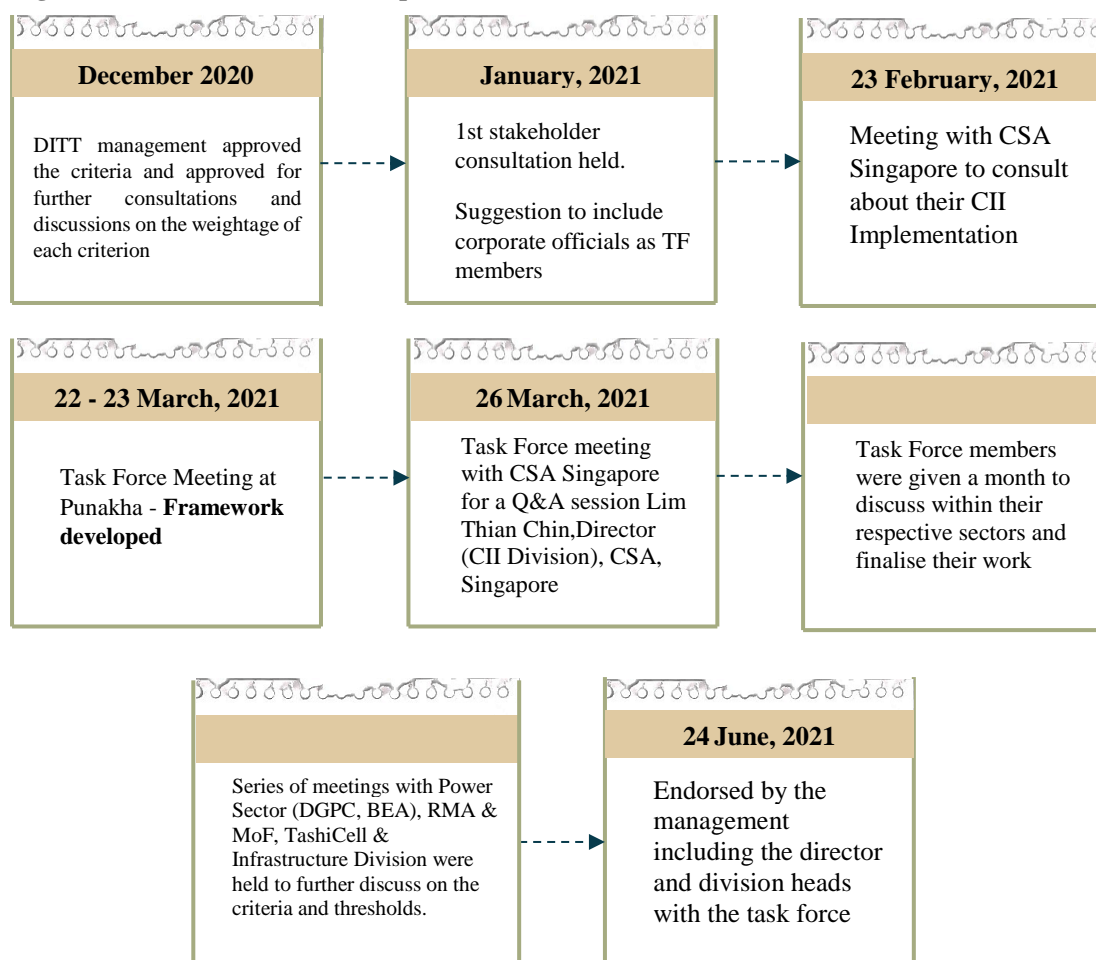 December 2020
DITT management approved
the criteria and approved for
further consultations and
discussions on the weightage of
each criterion
January, 2021
1st stakeholder
consultation held.
Suggestion to include
corporate officials as TF
members
23 February, 2021
Meeting with CSA
Singapore to consult
about their CII
Implementation
22 - 23 March, 2021
Task Force Meeting at
Punakha - Framework
developed
26 March, 2021
Task Force meeting
with CSA Singapore
for a Q&A session Lim
Thian Chin,Director
(CII Division), CSA,
Singapore
Task Force members
were given a month to
discuss within their
respective sectors and
finalise their work
Series of meetings with Power
Sector (DGPC, BEA), RMA &
MoF, TashiCell &
Infrastructure Division were
held to further discuss on the
criteria and thresholds.
24 June, 2021
Endorsed by the
management
including the director
and division heads
with the task force